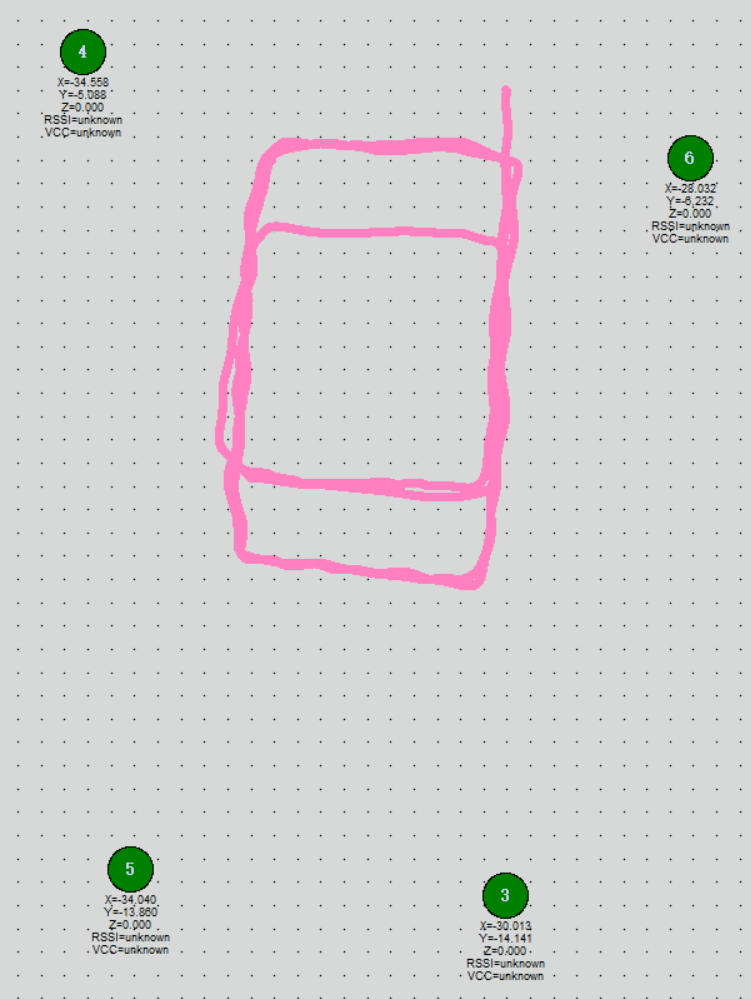 4
X=-34.558
Y=-5.088
Z=0.000
RSSI=unknown
VCC=unknown
6
X=-28.032
Y=-6.232
Z=0.000
RSSI=unknown
VCC=unknown
5
X=-34.040
Y=-13.860
Z=0.000
RSSI=unknown
VCC=unknown
3
X=-30.013
Y=-14.141
Z=0.000
RSSI=unknown
VCC=unknown